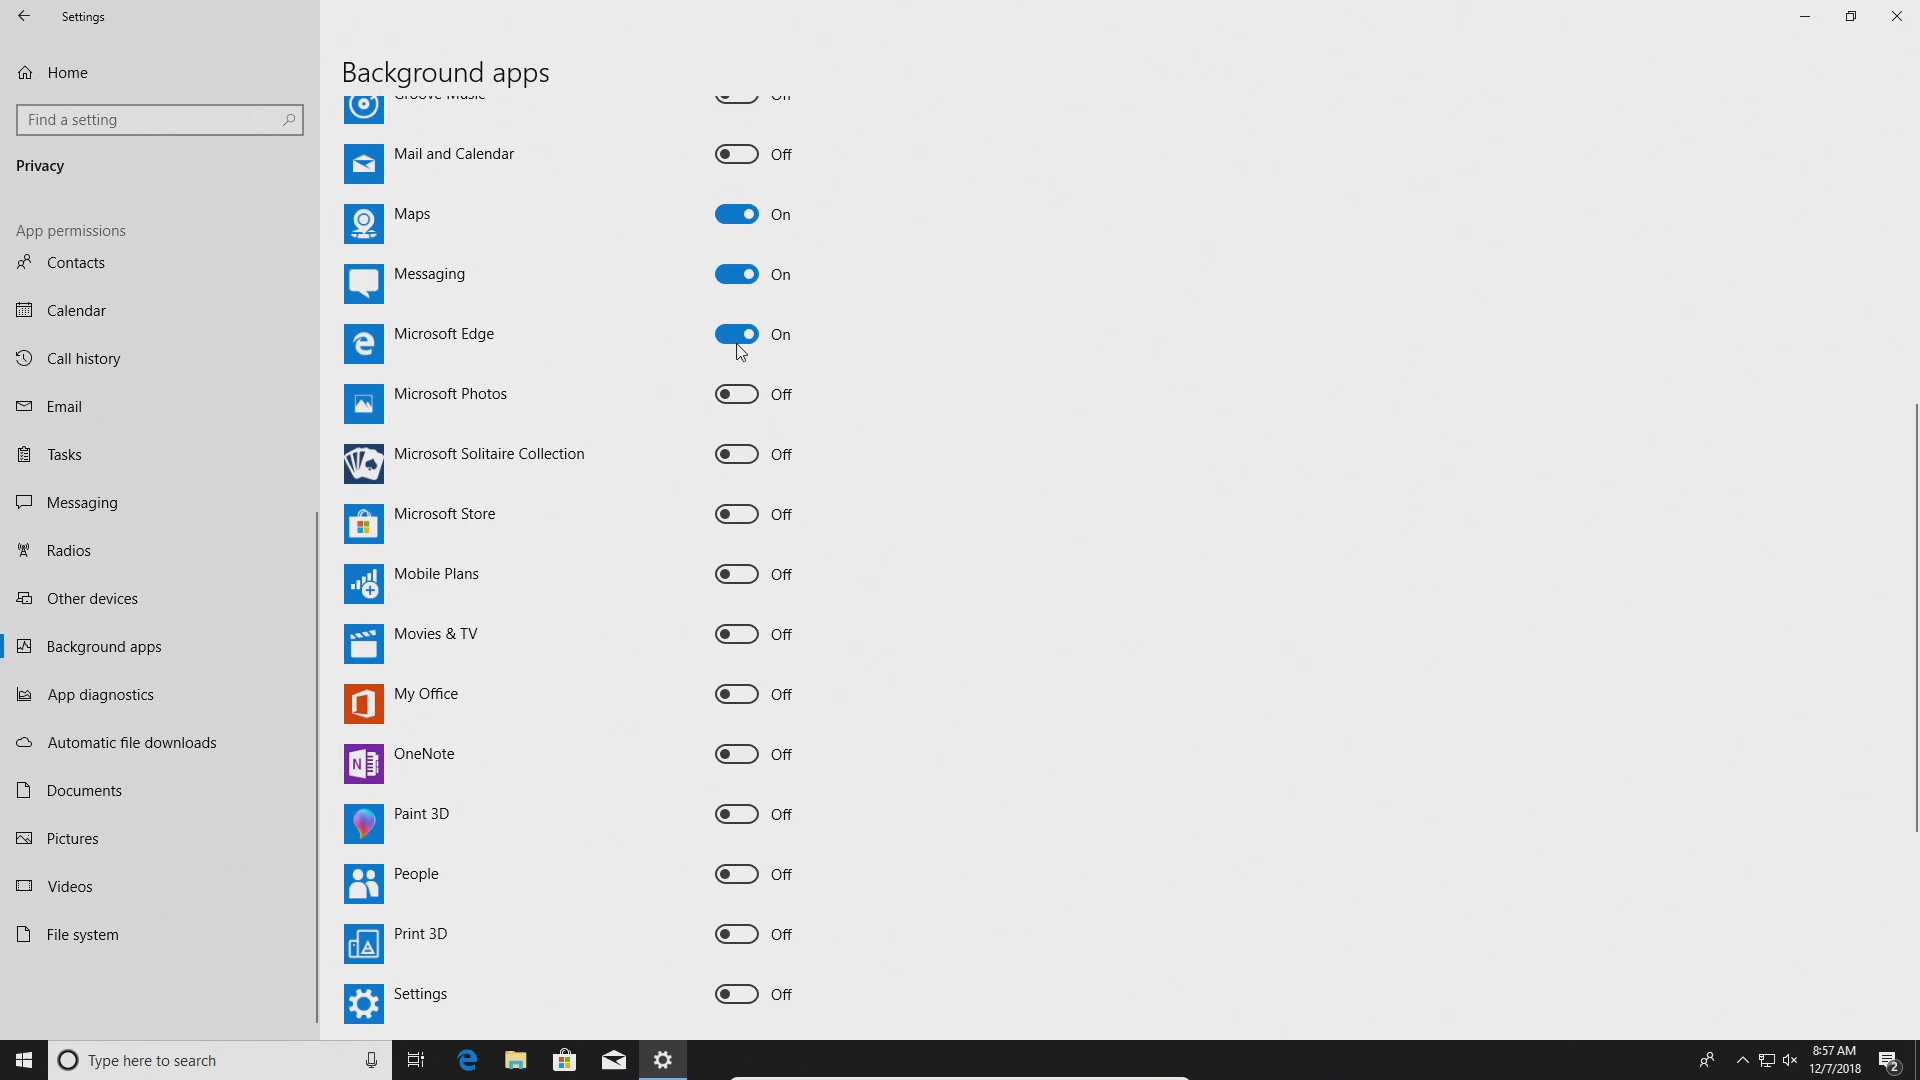 Settings
Home
Find a setting
Privacy
App permissions
Contacts
Calendar
Call history
Email
Tasks
Messaging
Radios
Other devices
Background apps
App diagnostics
Automatic file downloads
Documents
Pictures
Videos
File system
Background apps
Groove Music Off
Mail and Calendar Off
Maps On
Messaging On
Microsoft Edge On
Microsoft Photos Off
Microsoft Solitaire Collection Off
Microsoft Store Off
Mobile Plans Off
Movies & TV Off
My Office Off
OneNote Off
Paint 3D Off
People Off
Print 3D Off
Settings Off
Type here to search
8:57 AM
12/7/2018
2